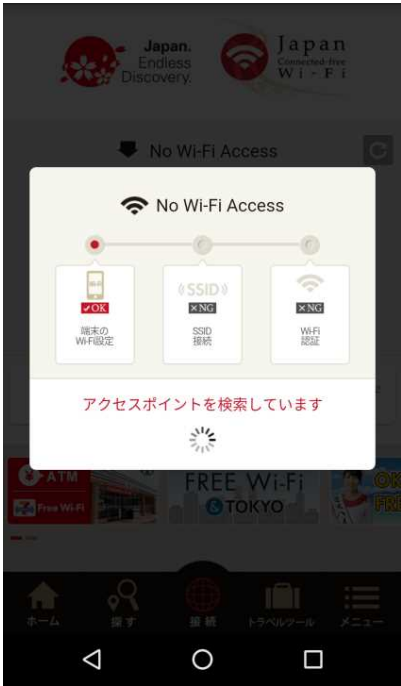 Japan.
Endless
Discovery.
Japan
Connected-free
Wi-Fi
No Wi-Fi Access
No Wi-Fi Access
Wi-Fi
✓OK
端末の
Wi-Fi設定
SSID
×NG
SSID
接続
×NG
Wi-Fi
認証
アクセスポイントを検索しています
ATM
Free Wi-Fi
FREE Wi-Fi
& TOKYO
ホーム
探す
接続
トラベルツール
メニュー